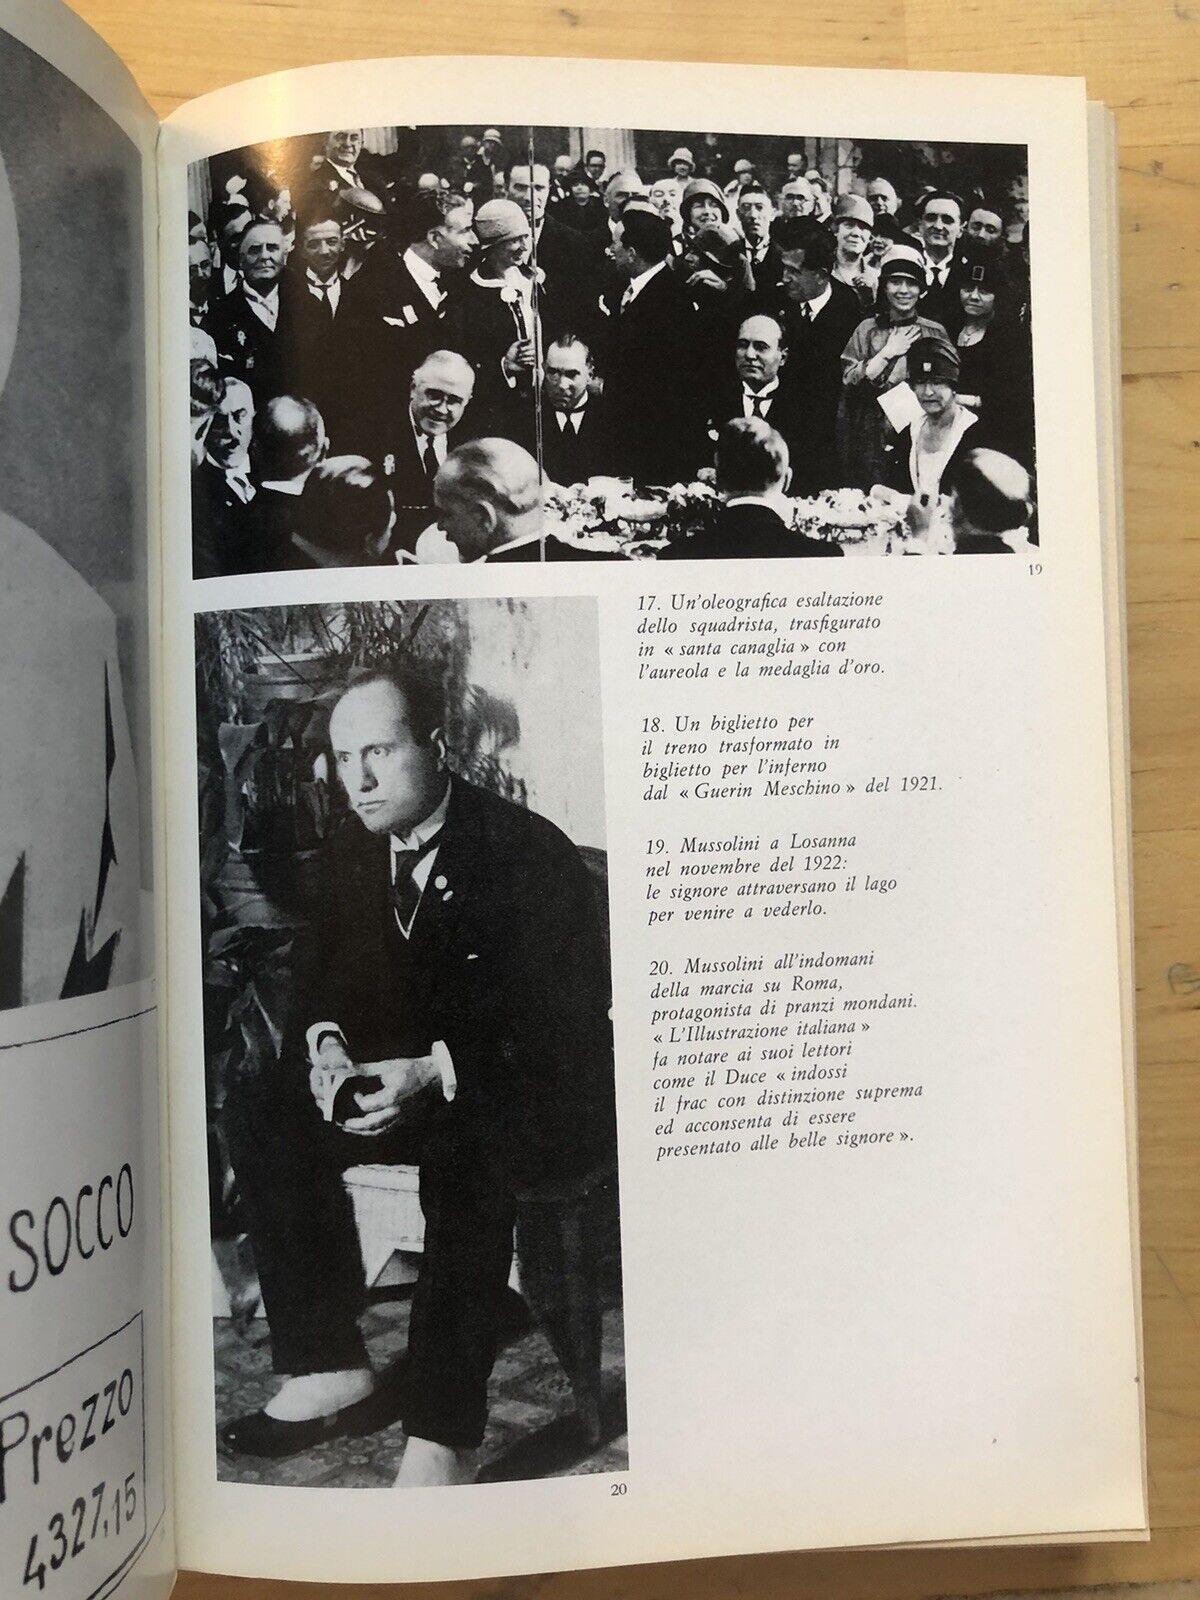 19
17. Un'oleografica esaltazione
dello squadrista, trasfigurato
in « santa canaglia » con
l'aureola e la medaglia d'oro.
18. Un biglietto per
il treno trasformato in
biglietto per l'inferno
dal « Guerin Meschino » del 1921.
19. Mussolini a Losanna
nel novembre del 1922:
le signore attraversano il lago
per venire a vederlo.
20. Mussolini all'indomani
della marcia su Roma,
protagonista di pranzi mondani.
« L'Illustrazione italiana »
fa notare ai suoi lettori
come il Duce « indossi
il frac con distinzione suprema
ed acconsenta di essere
presentato alle belle signore ».
20
SOCCO
Prezzo
4327,15